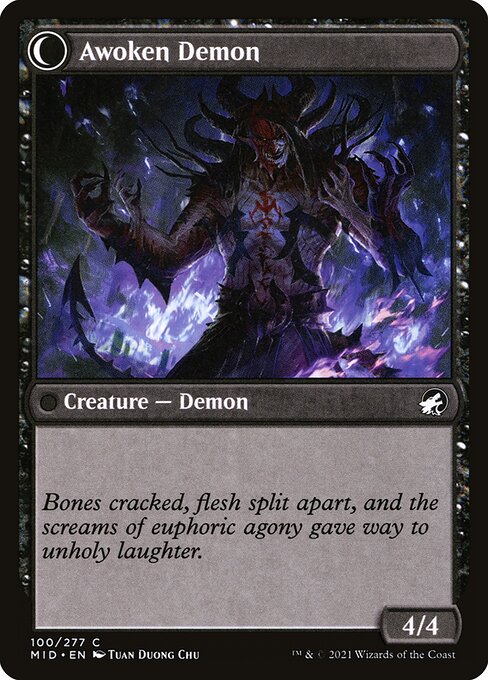 Awoken Demon
Creature — Demon
Bones cracked, flesh split apart, and the
screams of euphoric agony gave way to
unholy laughter.
4/4
100/277 C
MID • EN Tuan Duong Chu
™ & © 2021 Wizards of the Coast